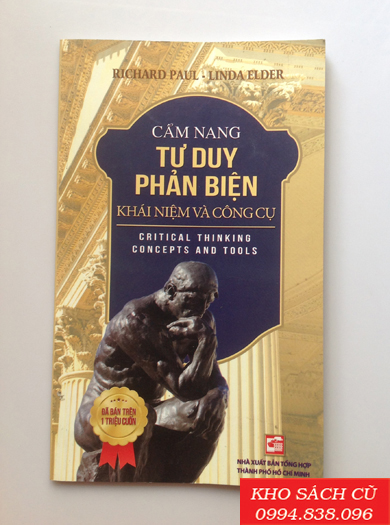 RICHARD PAUL - LINDA ELDER
CẨM NANG
TƯ DUY
PHẢN BIỆN
KHÁI NIỆM VÀ CÔNG CỤ
CRITICAL THINKING
CONCEPTS AND TOOLS
ĐÃ BÁN TRÊN
1 TRIỆU CUỐN
NHÀ XUẤT BẢN TỔNG HỢP
THÀNH PHỐ HỒ CHÍ MINH
KHO SÁCH CŨ
0994.838.096